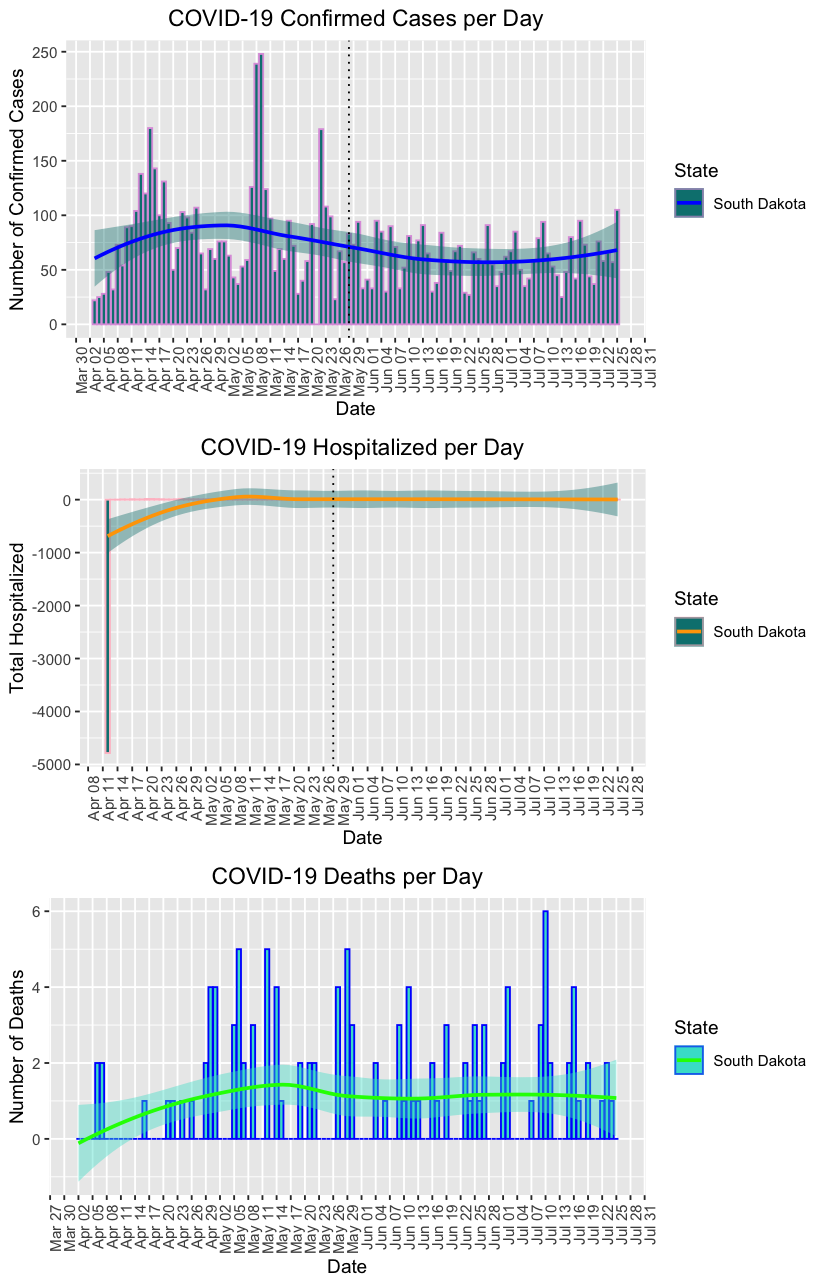 COVID-19 Confirmed Cases per Day
Number of Confirmed Cases
250
200
150
100
50
0
Mar 30
Apr 02
Apr 05
Apr 08
Apr 11
Apr 14
Apr 17
Apr 20
Apr 23
Apr 26
Apr 29
May 02
May 05
May 08
May 11
May 14
May 17
May 20
May 23
May 26
May 29
Jun 01
Jun 04
Jun 07
Jun 10
Jun 13
Jun 16
Jun 19
Jun 22
Jun 25
Jun 28
Jul 01
Jul 04
Jul 07
Jul 10
Jul 13
Jul 16
Jul 19
Jul 22
Jul 25
Jul 28
Jul 31
Date
State
South Dakota
COVID-19 Hospitalized per Day
Total Hospitalized
0
-1000
-2000
-3000
-4000
-5000
Apr 08
Apr 11
Apr 14
Apr 17
Apr 20
Apr 23
Apr 26
Apr 29
May 02
May 05
May 08
May 11
May 14
May 17
May 20
May 23
May 26
May 29
Jun 01
Jun 04
Jun 07
Jun 10
Jun 13
Jun 16
Jun 19
Jun 22
Jun 25
Jun 28
Jul 01
Jul 04
Jul 07
Jul 10
Jul 13
Jul 16
Jul 19
Jul 22
Jul 25
Jul 28
Date
State
South Dakota
COVID-19 Deaths per Day
Number of Deaths
6
4
2
0
Mar 27
Mar 30
Apr 02
Apr 05
Apr 08
Apr 11
Apr 14
Apr 17
Apr 20
Apr 23
Apr 26
Apr 29
May 02
May 05
May 08
May 11
May 14
May 17
May 20
May 23
May 26
May 29
Jun 01
Jun 04
Jun 07
Jun 10
Jun 13
Jun 16
Jun 19
Jun 22
Jun 25
Jun 28
Jul 01
Jul 04
Jul 07
Jul 10
Jul 13
Jul 16
Jul 19
Jul 22
Jul 25
Jul 28
Jul 31
Date
State
South Dakota